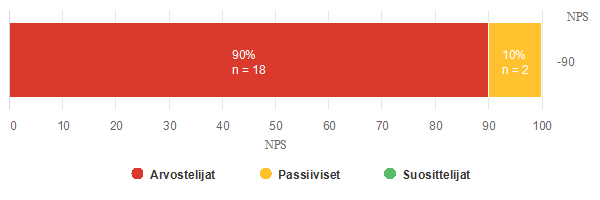 NPS
90%
n = 18
10%
n = 2
-90
0 10 20 30 40 50 60 70 80 90 100
NPS
Arvostelijat Passiiviset Suosittelijat